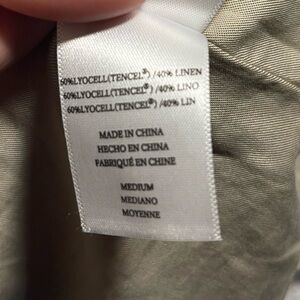 60%LYOCELL(TENCEL®) /40% LINEN
60%LYOCELL(TENCEL®) /40% LINO
60%LYOCELL(TENCEL®) /40% LIN
MADE IN CHINA
HECHO EN CHINA
FABRIQUÉ EN CHINE
MEDIUM
MEDIANO
MOYENNE